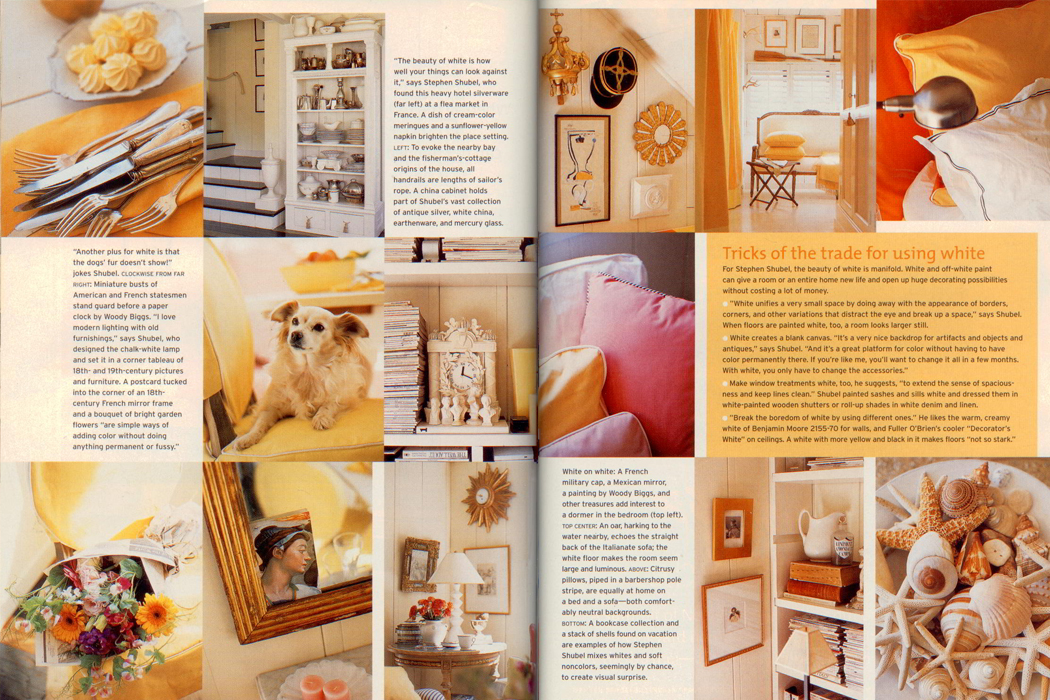 "The beauty of white is how
well your things can look against
it," says Stephen Shubel, who
found this heavy hotel silverware
(far left) at a flea market in
France. A dish of cream-color
meringues and a sunflower-yellow
napkin brighten the place setting.
LEFT: To evoke the nearby bay
and the fisherman's-cottage
origins of the house, all
handrails are lengths of sailor's
rope. A china cabinet holds
part of Shubel's vast collection
of antique silver, white china,
earthenware, and mercury glass.
"Another plus for white is that
the dogs' fur doesn't show!"
jokes Shubel. CLOCKWISE FROM FAR
RIGHT: Miniature busts of
American and French statesmen
stand guard before a paper
clock by Woody Biggs. "I love
modern lighting with old
furnishings," says Shubel, who
designed the chalk-white lamp
and set it in a corner tableau of
18th- and 19th-century pictures
and furniture. A postcard tucked
into the corner of an 18th-
century French mirror frame
and a bouquet of bright garden
flowers "are simple ways of
adding color without doing
anything permanent or fussy."
Tricks of the trade for using white
For Stephen Shubel, the beauty of white is manifold. White and off-white paint
can give a room or an entire home new life and open up huge decorating possibilities
without costing a lot of money.
"White unifies a very small space by doing away with the appearance of borders,
corners, and other variations that distract the eye and break up a space," says Shubel.
When floors are painted white, too, a room looks larger still.
White creates a blank canvas. "It's a very nice backdrop for artifacts and objects and
antiques," says Shubel. "And it's a great platform for color without having to have
color permanently there. If you're like me, you'll want to change it all in a few months.
With white, you only have to change the accessories."
Make window treatments white, too, he suggests, "to extend the sense of spacious-
ness and keep lines clean." Shubel painted sashes and sills white and dressed them in
white-painted wooden shutters or roll-up shades in white denim and linen.
"Break the boredom of white by using different ones." He likes the warm, creamy
white of Benjamin Moore 2155-70 for walls, and Fuller O'Brien's cooler "Decorator's
White" on ceilings. A white with more yellow and black in it makes floors "not so stark."
White on white: A French
military cap, a Mexican mirror,
a painting by Woody Biggs, and
other treasures add interest to
a dormer in the bedroom (top left).
TOP CENTER: An oar, harking to the
water nearby, echoes the straight
back of the Italianate sofa; the
white floor makes the room seem
large and luminous. ABOVE: Citrusy
pillows, piped in a barbershop pole
stripe, are equally at home on
a bed and a sofa—both comfort-
ably neutral backgrounds.
BOTTOM: A bookcase collection and
a stack of shells found on vacation
are examples of how Stephen
Shubel mixes whites and soft
noncolors, seemingly by chance,
to create visual surprise.